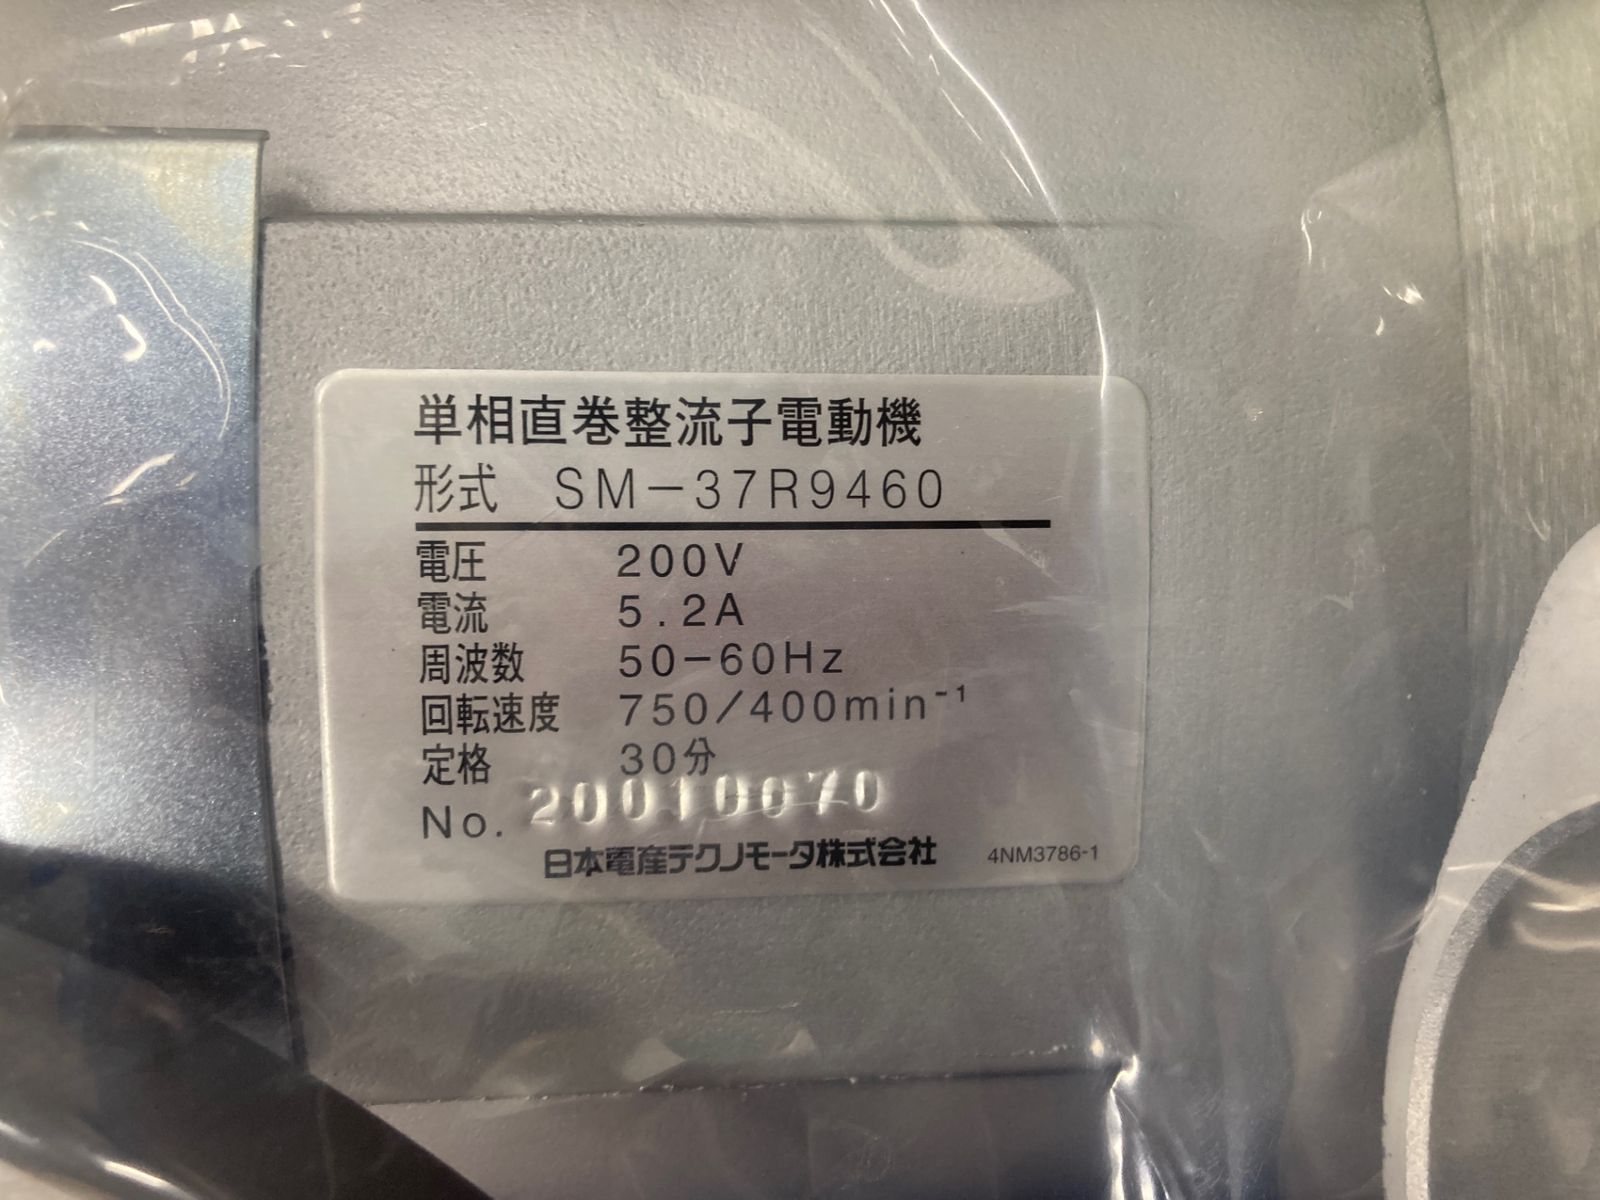 単相直巻整流子電動機
形式 SM-37R9460
電圧 200V
電流 5.2A
周波数 50-60Hz
回転速度 750/400min⁻¹
定格 30分
No. 20010070
日本電産テクノモータ株式会社 4NM3786-1